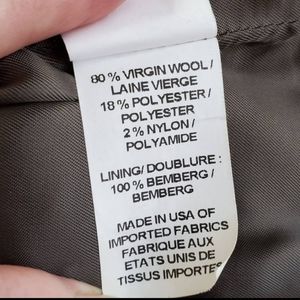 80% VIRGIN WOOL /
LAINE VIERGE
18% POLYESTER /
POLYESTER
2% NYLON /
POLYAMIDE
LINING/ DOUBLURE :
100% BEMBERG /
BEMBERG
MADE IN USA OF
IMPORTED FABRICS
FABRIQUE AUX
ETATS UNIS DE
TISSUS IMPORTES